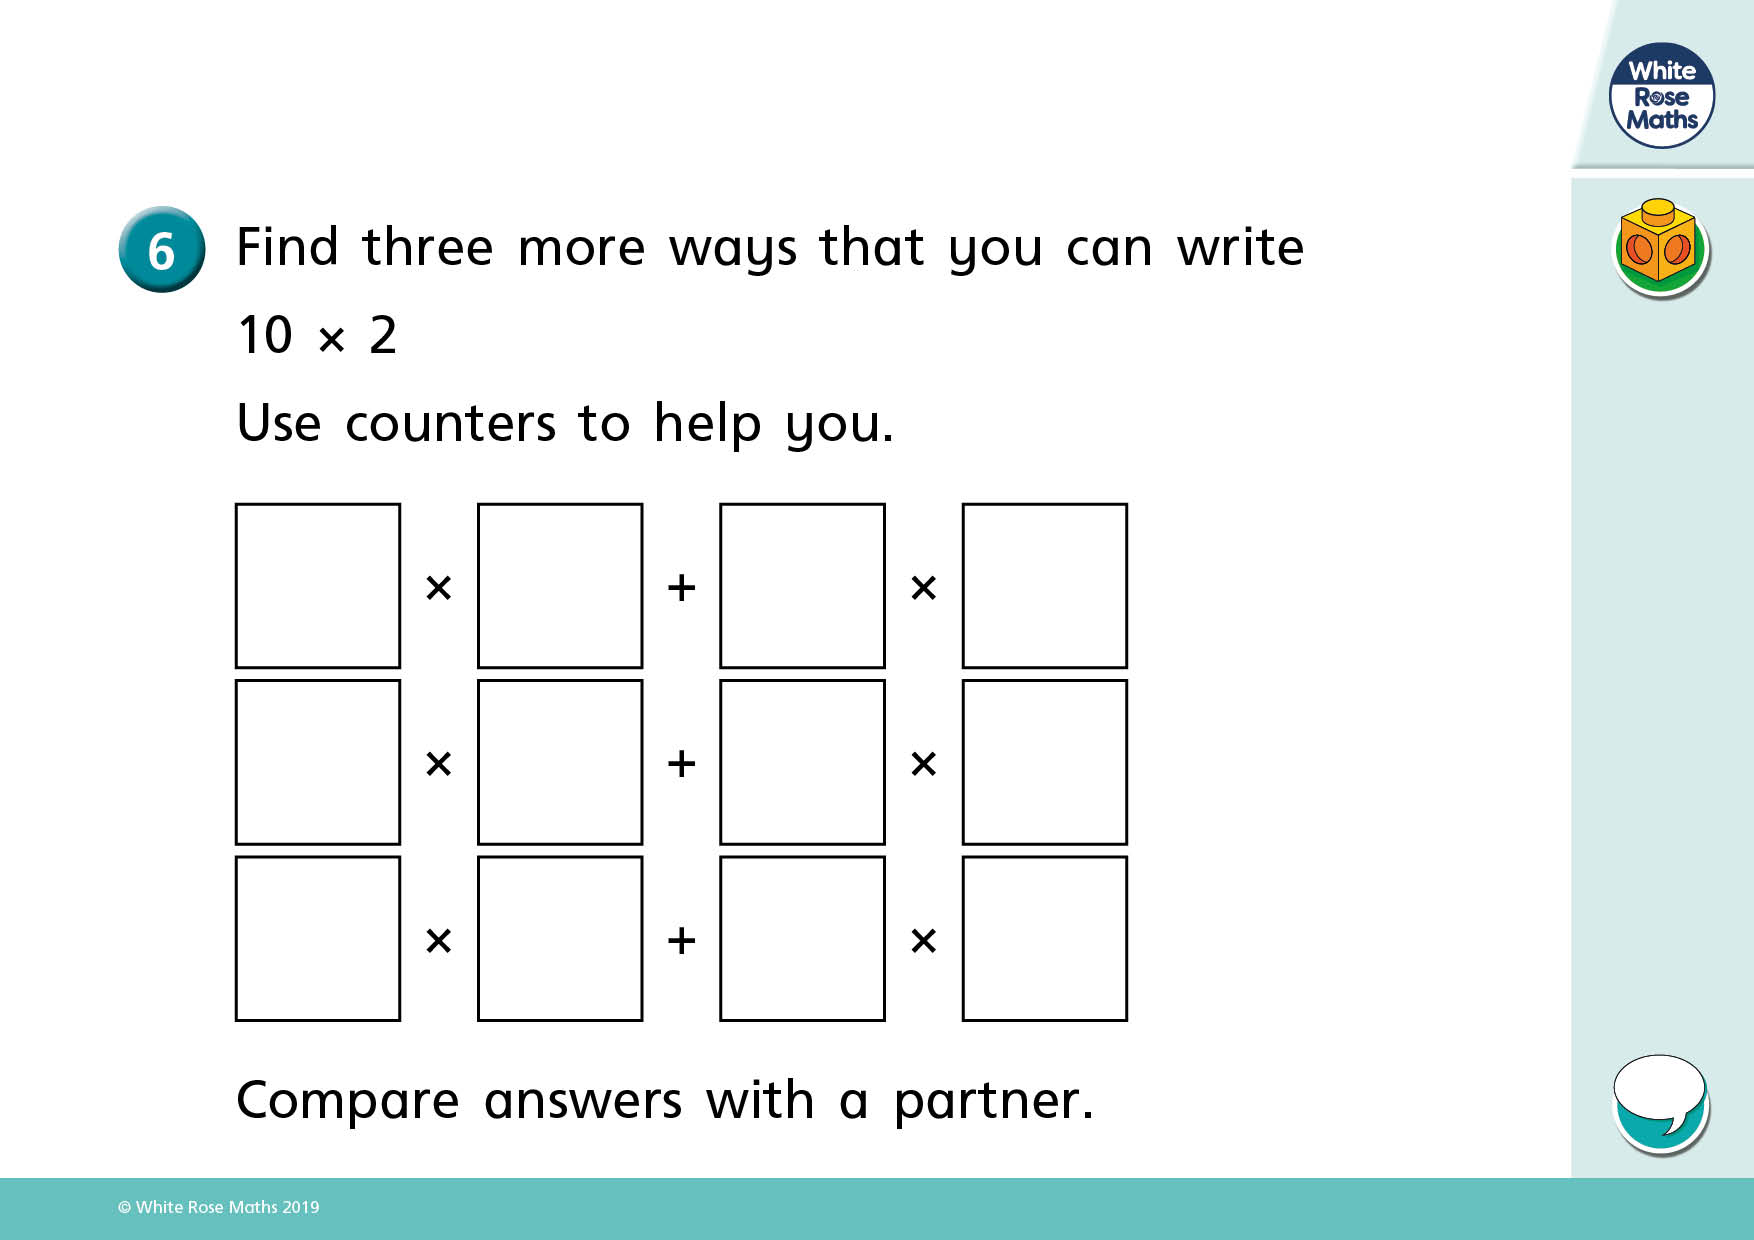 White
Rose
Maths
6 Find three more ways that you can write
10 × 2
Use counters to help you.
× + ×
× + ×
× + ×
Compare answers with a partner.
© White Rose Maths 2019